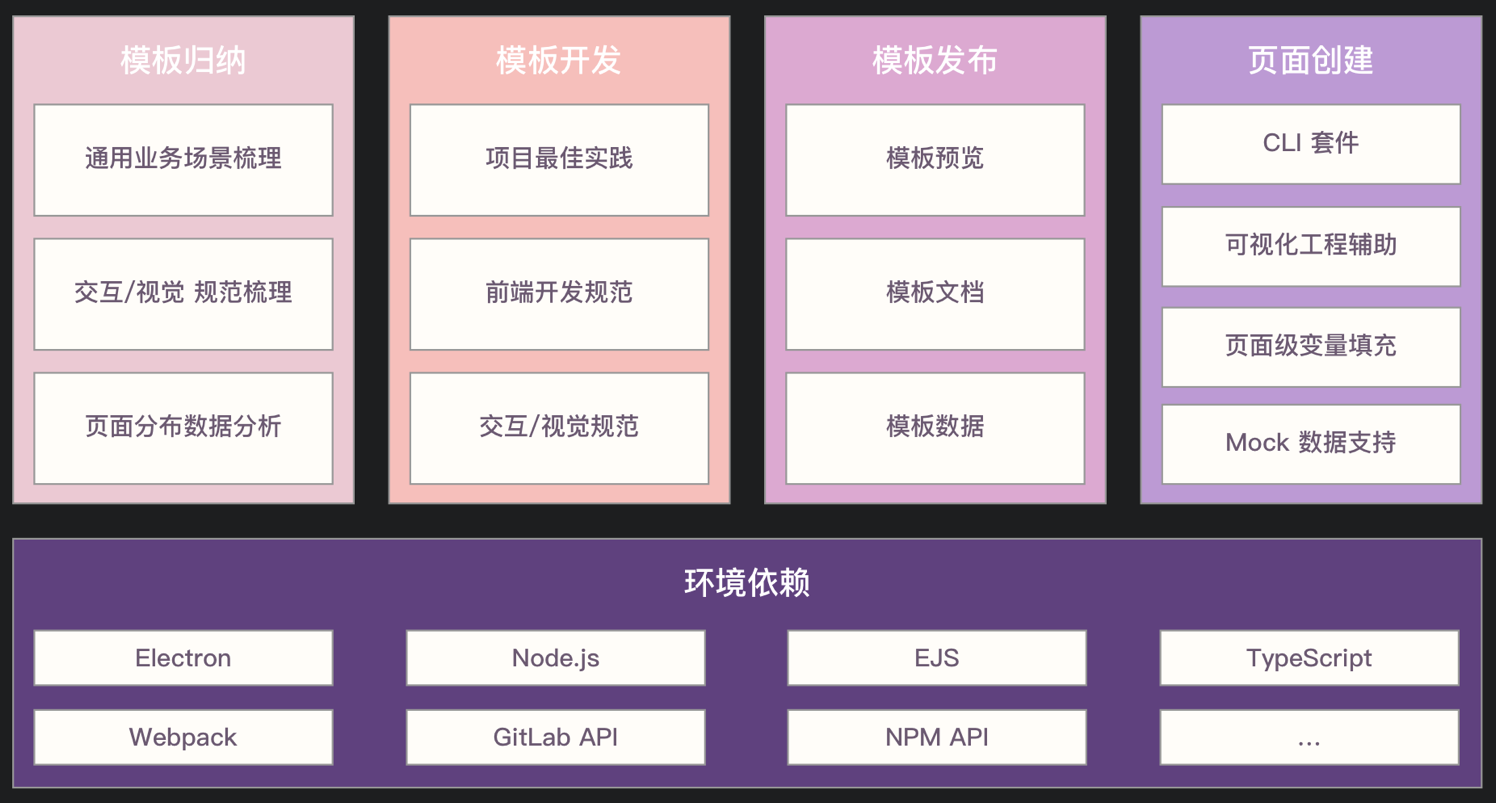 模板归纳
通用业务场景梳理
交互/视觉 规范梳理
页面分布数据分析
模板开发
项目最佳实践
前端开发规范
交互/视觉规范
模板发布
模板预览
模板文档
模板数据
页面创建
CLI 套件
可视化工程辅助
页面级变量填充
Mock 数据支持
环境依赖
Electron
Node.js
EJS
TypeScript
Webpack
GitLab API
NPM API
...